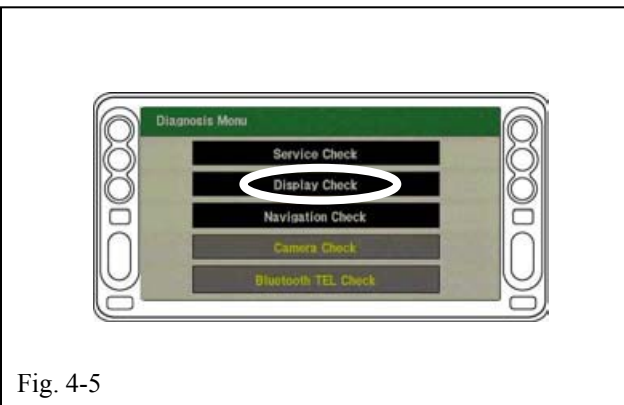 Diagnosis Menu
Service Check
Display Check
Navigation Check
Camera Check
Bluetooth TEL Check
Fig. 4-5